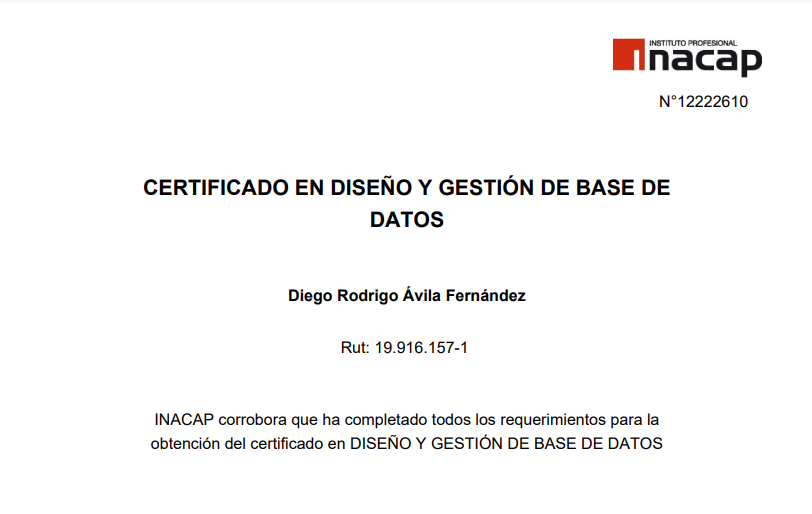 INSTITUTO PROFESIONAL
inacap
N°12222610
CERTIFICADO EN DISEÑO Y GESTIÓN DE BASE DE
DATOS
Diego Rodrigo Ávila Fernández
Rut: 19.916.157-1
INACAP corrobora que ha completado todos los requerimientos para la
obtención del certificado en DISEÑO Y GESTIÓN DE BASE DE DATOS